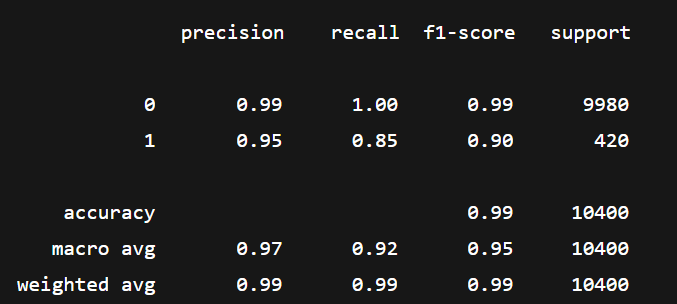 precision recall f1-score support
0 0.99 1.00 0.99 9980
1 0.95 0.85 0.90 420
accuracy 0.99 10400
macro avg 0.97 0.92 0.95 10400
weighted avg 0.99 0.99 0.99 10400